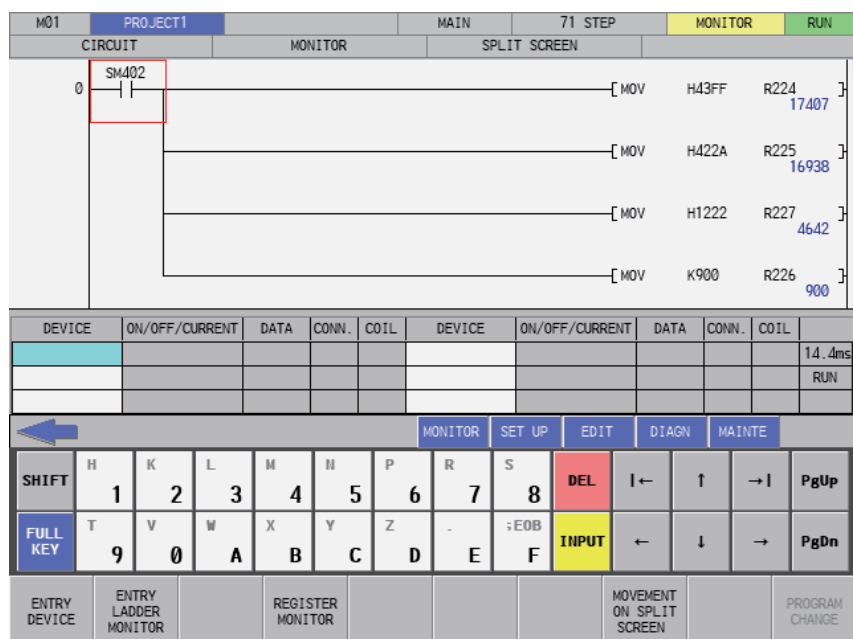 M01 PROJECT1 MAIN 71 STEP MONITOR RUN
CIRCUIT MONITOR SPLIT SCREEN
SM402
0 [ MOV H43FF R224 ]
17407
[ MOV H422A R225 ]
16938
[ MOV H1222 R227 ]
4642
[ MOV K900 R226 ]
900
DEVICE ON/OFF/CURRENT DATA CONN. COIL DEVICE ON/OFF/CURRENT DATA CONN. COIL
14.4ms
RUN
MONITOR SET UP EDIT DIAGN MAINTE
SHIFT H 1 K 2 L 3 M 4 N 5 P 6 R 7 S 8 DEL |← ↑ →| PgUp
FULL KEY T 9 V 0 W A X B Y C Z D . E ;EOB F INPUT ← ↓ → PgDn
ENTRY DEVICE
ENTRY LADDER MONITOR
REGISTER MONITOR
MOVEMENT ON SPLIT SCREEN
PROGRAM CHANGE